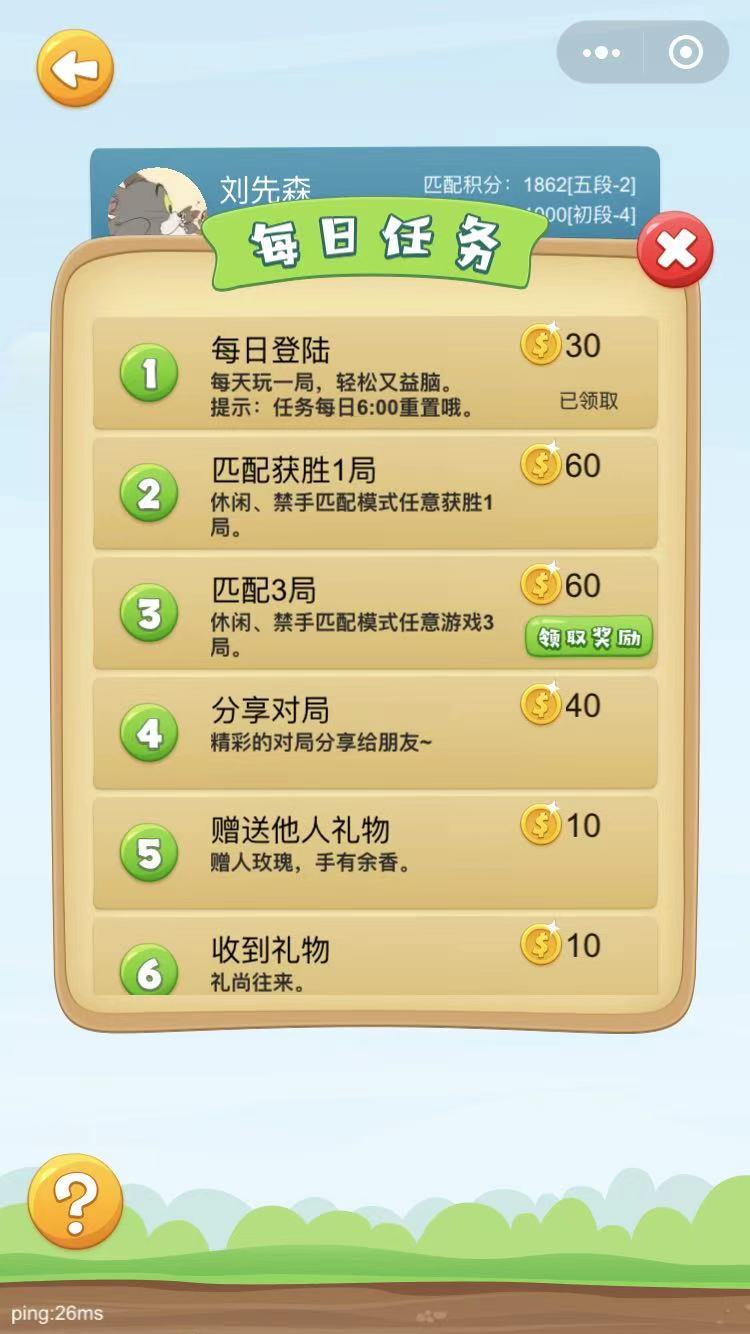 刘先森
匹配积分：1862[五段-2]
000[初段-4]
每日任务
1
每日登陆
30
每天玩一局，轻松又益脑。
提示：任务每日6:00重置哦。
已领取
2
匹配获胜1局
60
休闲、禁手匹配模式任意获胜1
局。
3
匹配3局
60
休闲、禁手匹配模式任意游戏3
局。
领取奖励
4
分享对局
40
精彩的对局分享给朋友~
5
赠送他人礼物
10
赠人玫瑰，手有余香。
6
收到礼物
10
礼尚往来。
?
ping:26ms